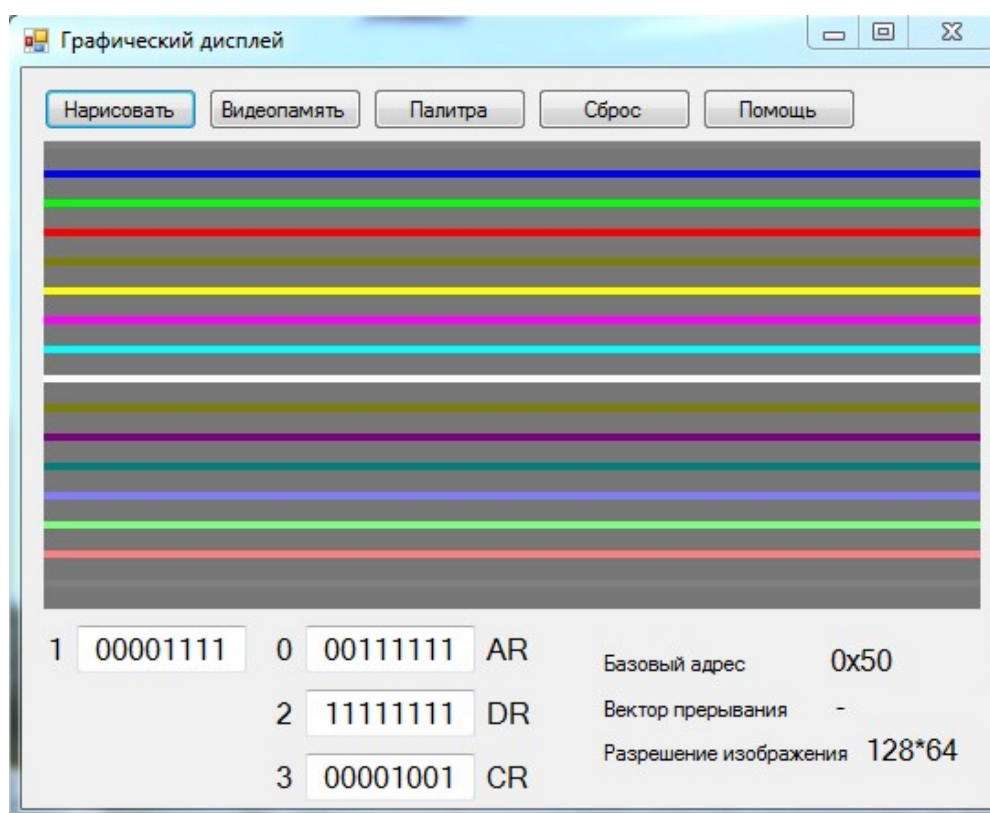 Графический дисплей
Нарисовать Видеопамять Палитра Сброс Помощь
1 00001111 0 00111111 AR Базовый адрес 0x50
2 11111111 DR Вектор прерывания -
3 00001001 CR Разрешение изображения 128*64